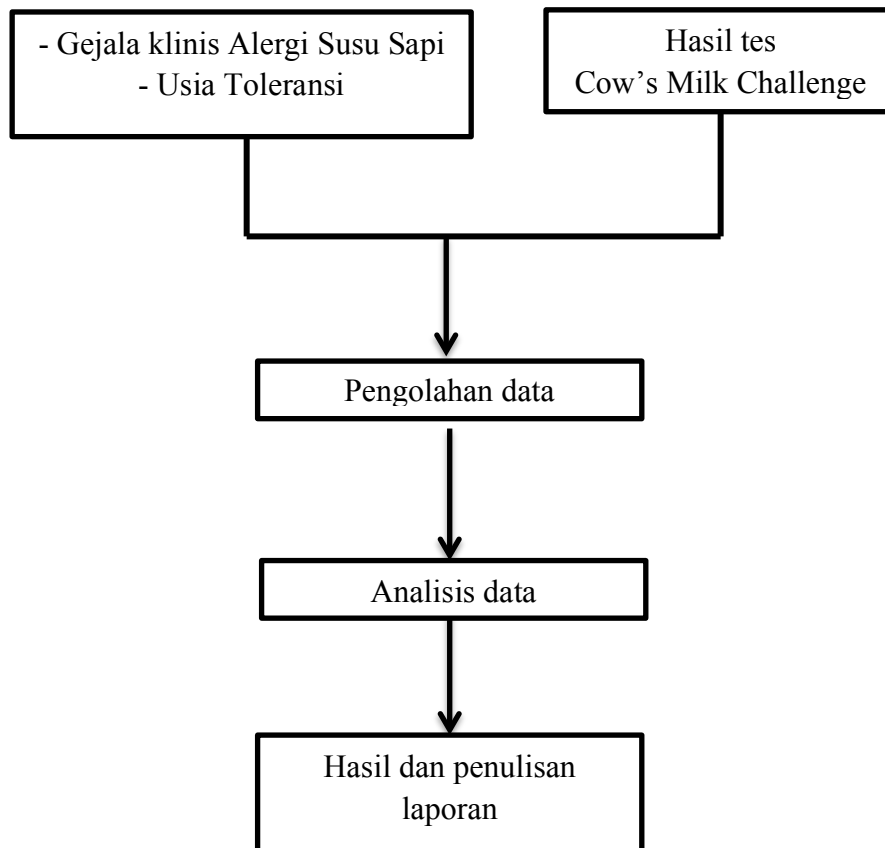 - Gejala klinis Alergi Susu Sapi
- Usia Toleransi
Hasil tes
Cow’s Milk Challenge
Pengolahan data
Analisis data
Hasil dan penulisan
laporan